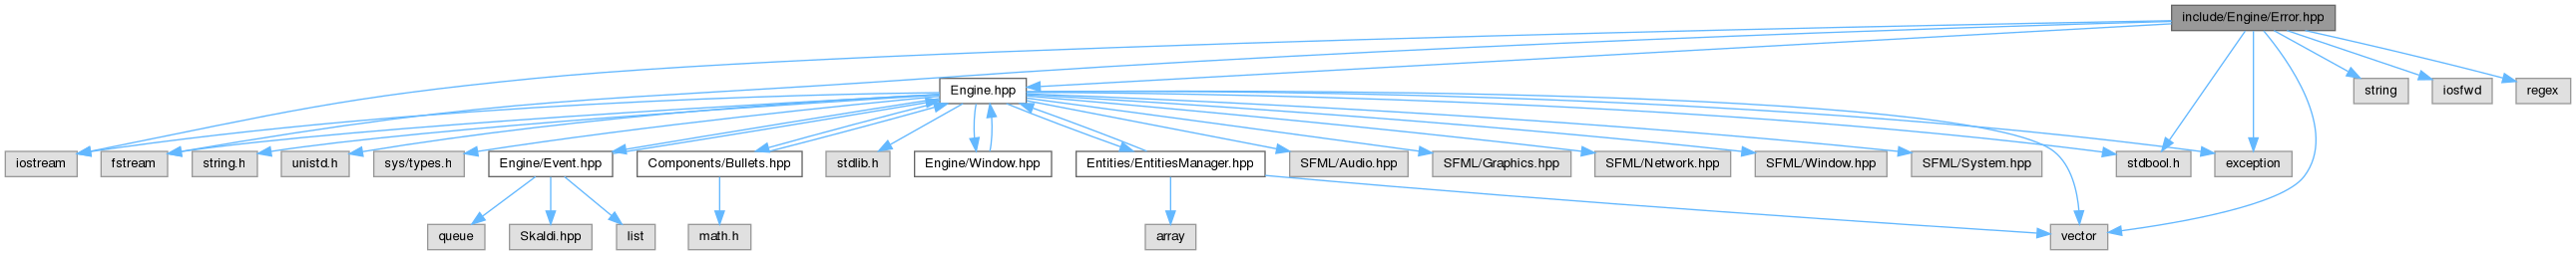 include/Engine/Error.hpp
Engine.hpp
string
iosfwd
regex
iostream
fstream
string.h
unistd.h
sys/types.h
Engine/Event.hpp
Components/Bullets.hpp
stdlib.h
Engine/Window.hpp
Entities/EntitiesManager.hpp
SFML/Audio.hpp
SFML/Graphics.hpp
SFML/Network.hpp
SFML/Window.hpp
SFML/System.hpp
stdbool.h
exception
queue
Skaldi.hpp
list
math.h
array
vector